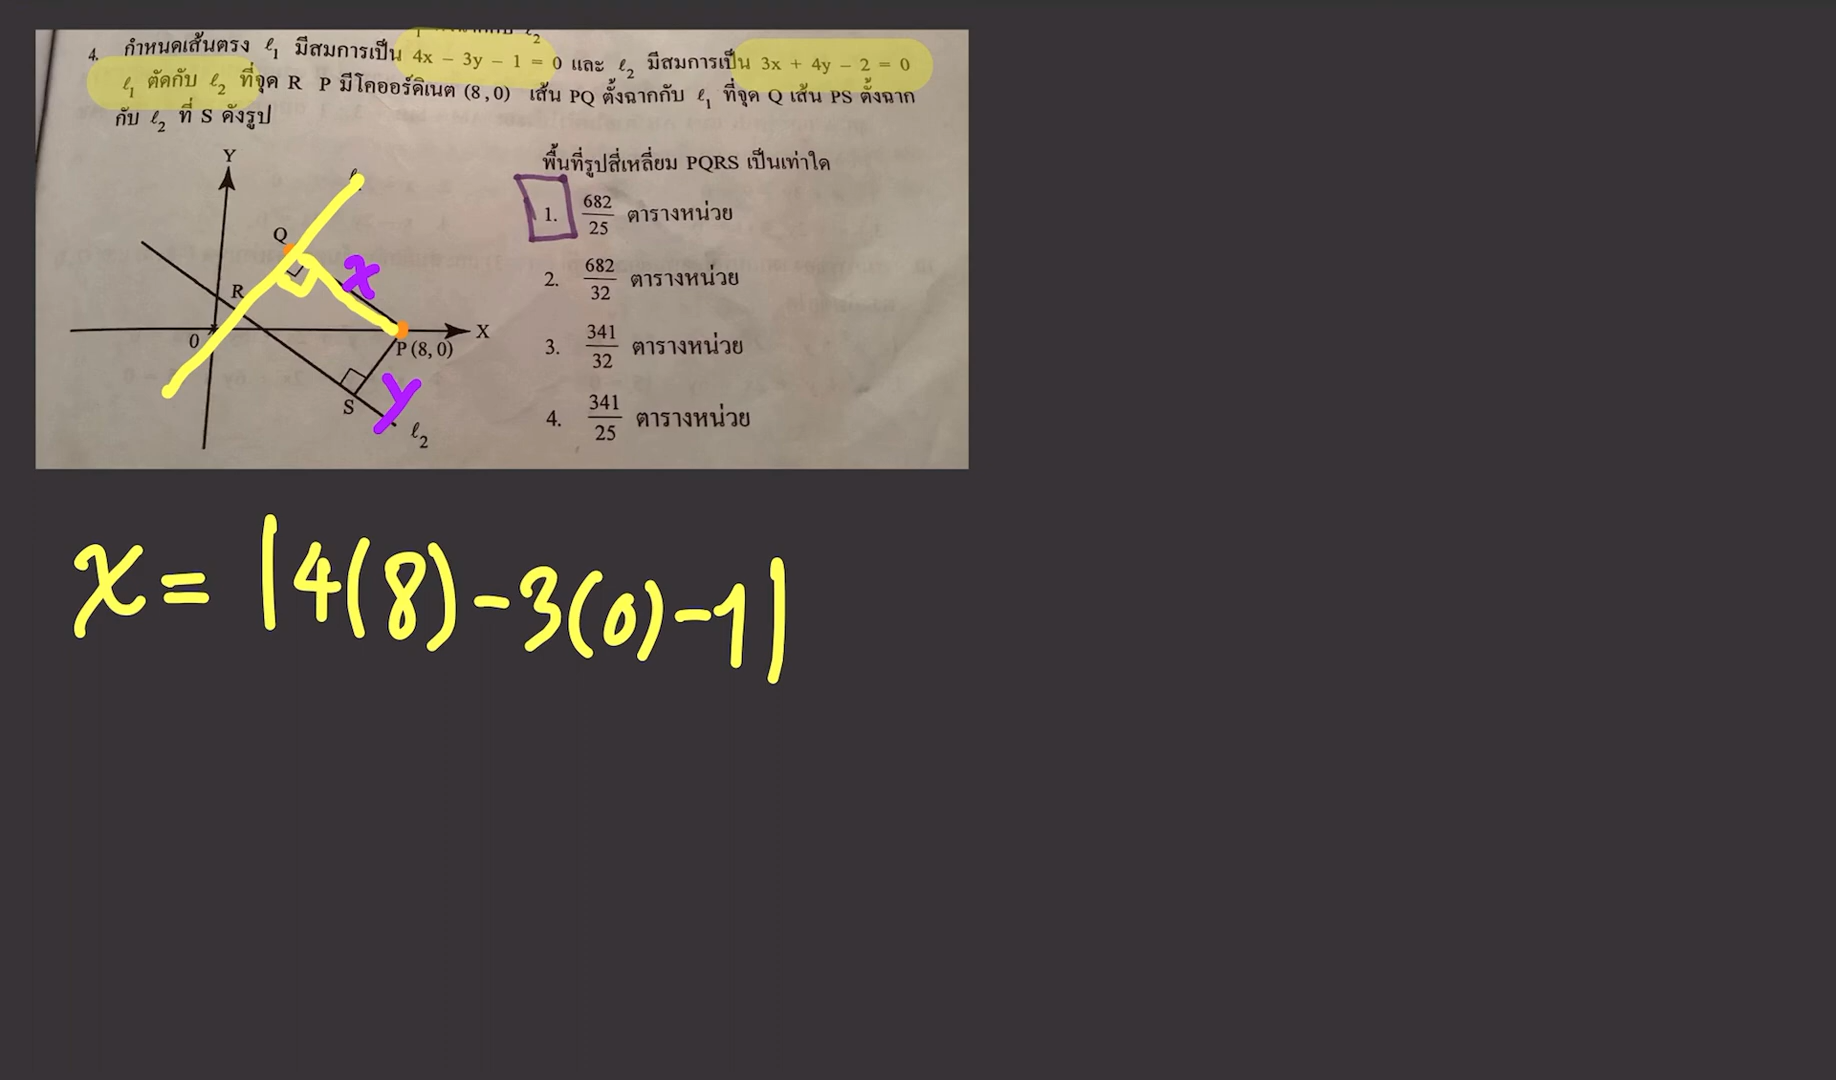 4. กำหนดเส้นตรง ℓ1 มีสมการเป็น 4x − 3y − 1 = 0 และ ℓ2 มีสมการเป็น 3x + 4y − 2 = 0
ℓ1 ตัดกับ ℓ2 ที่จุด R P มีโคออร์ดิเนต (8,0) เส้น PQ ตั้งฉากกับ ℓ1 ที่จุด Q เส้น PS ตั้งฉาก
กับ ℓ2 ที่ S ดังรูป
พื้นที่รูปสี่เหลี่ยม PQRS เป็นเท่าใด
1. 682/25 ตารางหน่วย
2. 682/32 ตารางหน่วย
3. 341/32 ตารางหน่วย
4. 341/25 ตารางหน่วย
Y
Q
x
R
X
0
P (8, 0)
y
S
ℓ2
x = |4(8) - 3(0) - 1|